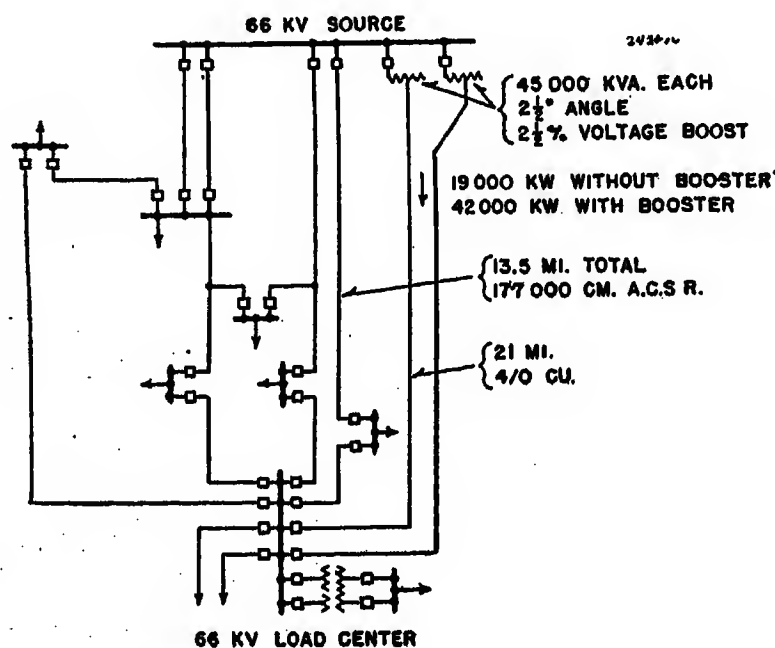 66 KV SOURCE
45 000 KVA. EACH
2½° ANGLE
2½% VOLTAGE BOOST
19 000 KW WITHOUT BOOSTER
42 000 KW WITH BOOSTER
13.5 MI. TOTAL
177 000 CM. A.C.S R.
21 MI.
4/0 CU.
66 KV LOAD CENTER